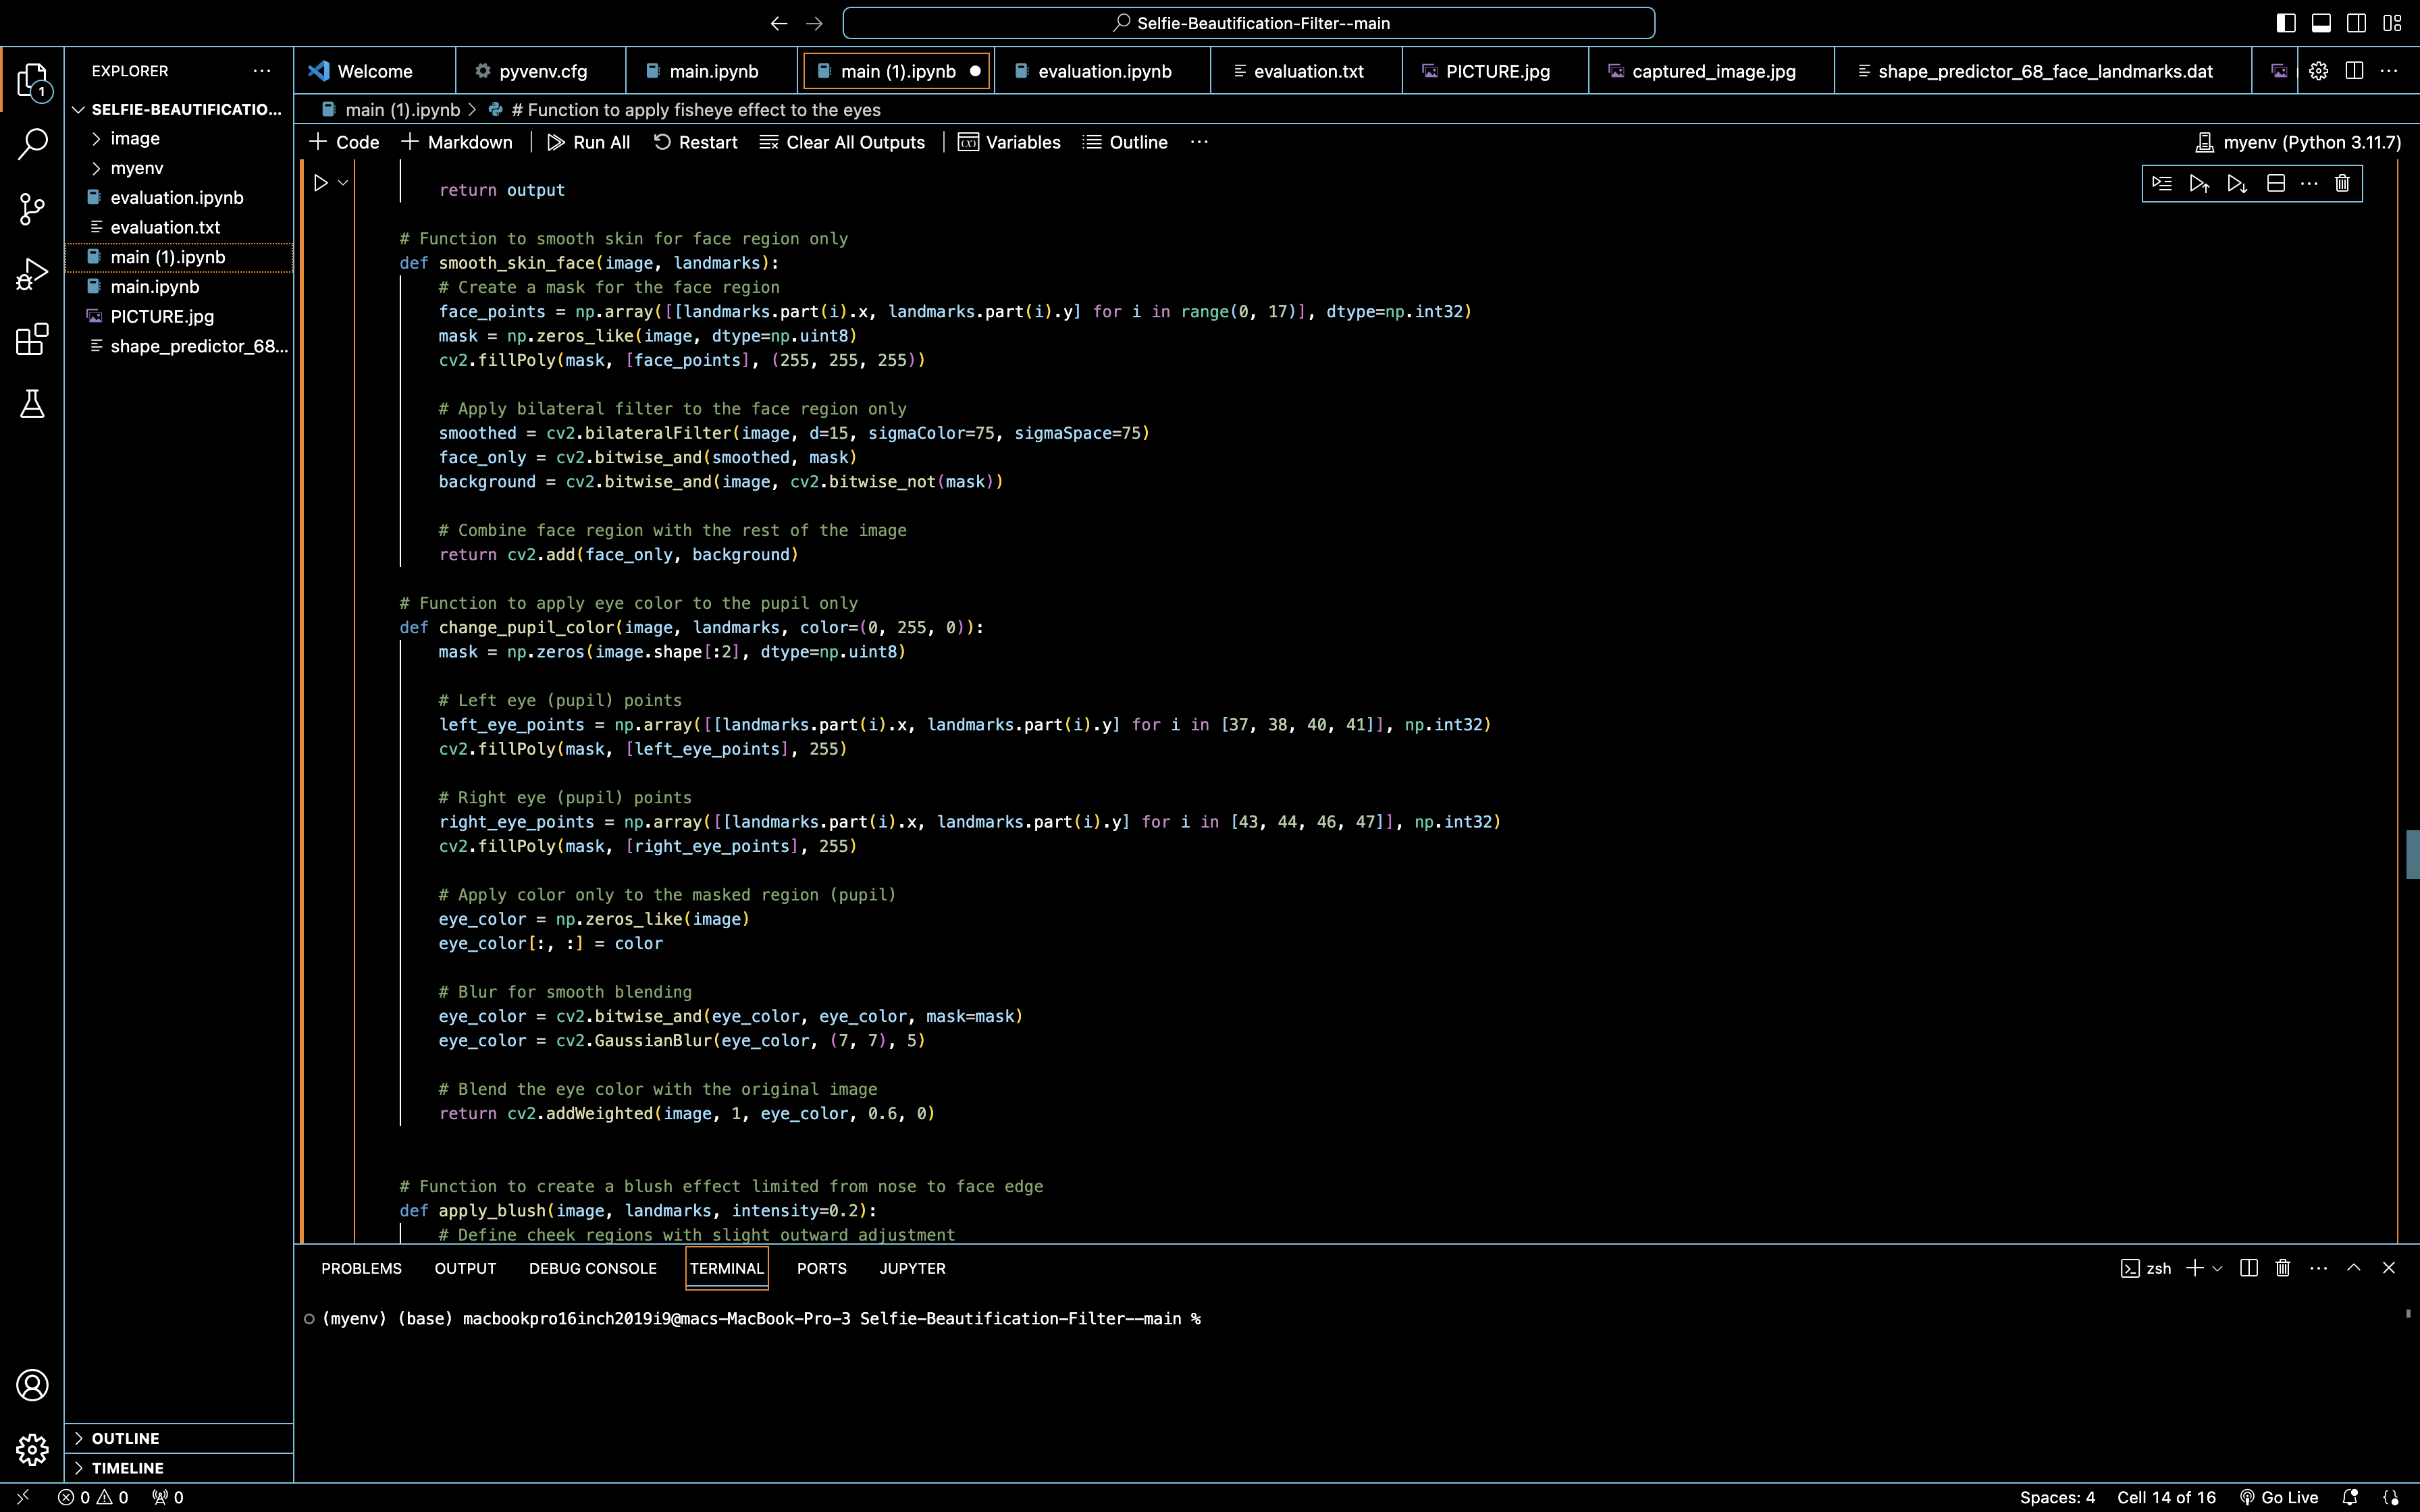 Selfie-Beautification-Filter--main
EXPLORER
Welcome
pyvenv.cfg
main.ipynb
main (1).ipynb
evaluation.ipynb
evaluation.txt
PICTURE.jpg
captured_image.jpg
shape_predictor_68_face_landmarks.dat
1
SELFIE-BEAUTIFICATIO...
image
myenv
evaluation.ipynb
evaluation.txt
main (1).ipynb
main.ipynb
PICTURE.jpg
shape_predictor_68...
main (1).ipynb > # Function to apply fisheye effect to the eyes
+ Code + Markdown Run All Restart Clear All Outputs Variables Outline ...
myenv (Python 3.11.7)
return output
# Function to smooth skin for face region only
def smooth_skin_face(image, landmarks):
# Create a mask for the face region
face_points = np.array([[landmarks.part(i).x, landmarks.part(i).y] for i in range(0, 17)], dtype=np.int32)
mask = np.zeros_like(image, dtype=np.uint8)
cv2.fillPoly(mask, [face_points], (255, 255, 255))
# Apply bilateral filter to the face region only
smoothed = cv2.bilateralFilter(image, d=15, sigmaColor=75, sigmaSpace=75)
face_only = cv2.bitwise_and(smoothed, mask)
background = cv2.bitwise_and(image, cv2.bitwise_not(mask))
# Combine face region with the rest of the image
return cv2.add(face_only, background)
# Function to apply eye color to the pupil only
def change_pupil_color(image, landmarks, color=(0, 255, 0)):
mask = np.zeros(image.shape[:2], dtype=np.uint8)
# Left eye (pupil) points
left_eye_points = np.array([[landmarks.part(i).x, landmarks.part(i).y] for i in [37, 38, 40, 41]], np.int32)
cv2.fillPoly(mask, [left_eye_points], 255)
# Right eye (pupil) points
right_eye_points = np.array([[landmarks.part(i).x, landmarks.part(i).y] for i in [43, 44, 46, 47]], np.int32)
cv2.fillPoly(mask, [right_eye_points], 255)
# Apply color only to the masked region (pupil)
eye_color = np.zeros_like(image)
eye_color[:, :] = color
# Blur for smooth blending
eye_color = cv2.bitwise_and(eye_color, eye_color, mask=mask)
eye_color = cv2.GaussianBlur(eye_color, (7, 7), 5)
# Blend the eye color with the original image
return cv2.addWeighted(image, 1, eye_color, 0.6, 0)
# Function to create a blush effect limited from nose to face edge
def apply_blush(image, landmarks, intensity=0.2):
# Define cheek regions with slight outward adjustment
PROBLEMS OUTPUT DEBUG CONSOLE TERMINAL PORTS JUPYTER
zsh
(myenv) (base) macbookpro16inch2019i9@macs-MacBook-Pro-3 Selfie-Beautification-Filter--main %
OUTLINE
TIMELINE
0 0 0
Spaces: 4 Cell 14 of 16 Go Live